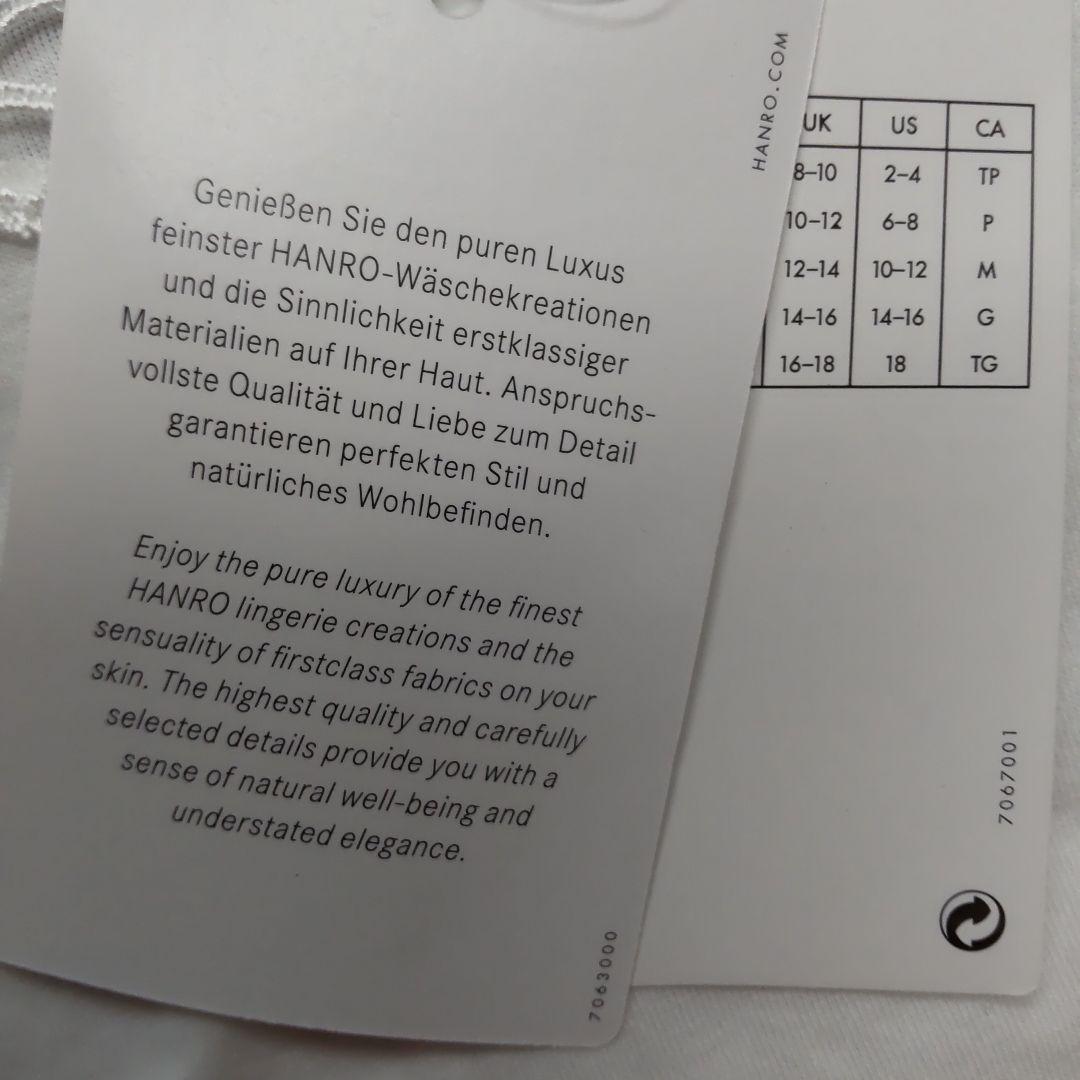 Genießen Sie den puren Luxus
feinster HANRO-Wäschekreationen
und die Sinnlichkeit erstklassiger
Materialien auf Ihrer Haut. Anspruchs-
vollste Qualität und Liebe zum Detail
garantieren perfekten Stil und
natürliches Wohlbefinden.
Enjoy the pure luxury of the finest
HANRO lingerie creations and the
sensuality of firstclass fabrics on your
skin. The highest quality and carefully
selected details provide you with a
sense of natural well-being and
understated elegance.
7063000
HANRO.COM
UK US CA
8–10 2–4 TP
10–12 6–8 P
12–14 10–12 M
14–16 14–16 G
16–18 18 TG
7067001